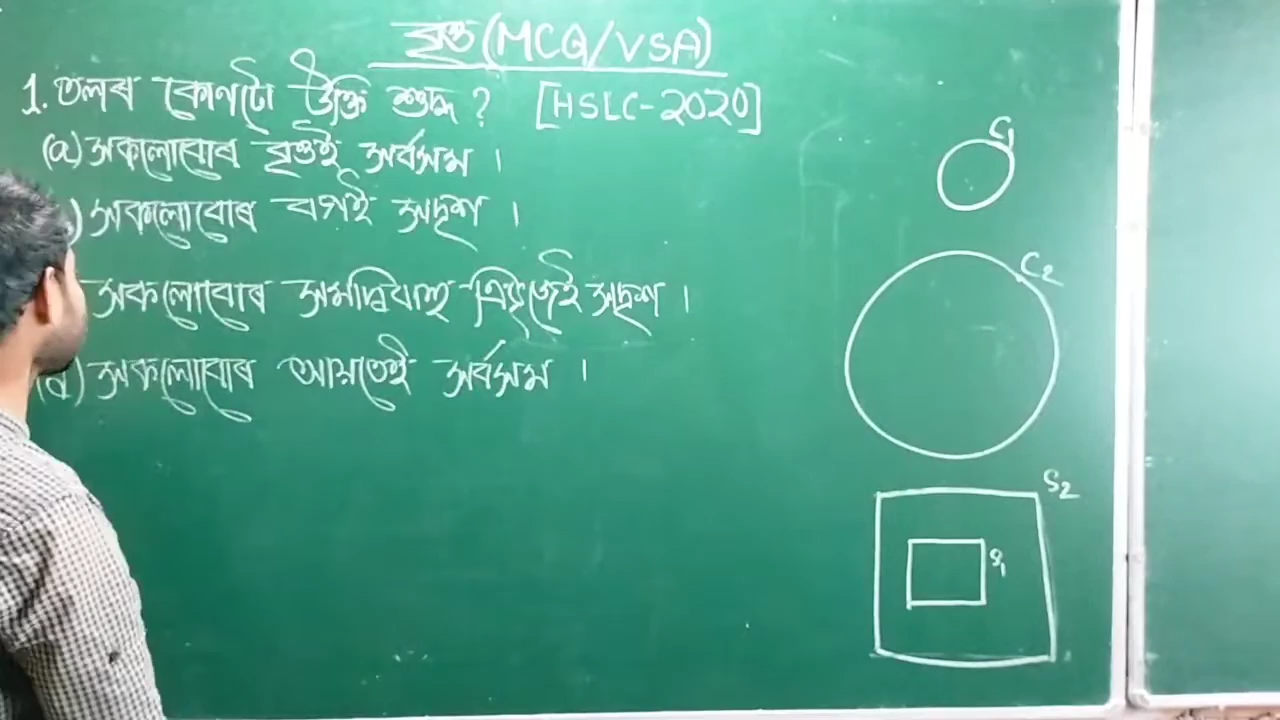 বৃত্ত (MCQ/VSA)
1. তলৰ কোনটো উক্তি শুদ্ধ ? [HSLC-2020]
(a) সকলোবোৰ বৃত্তই সৰ্বসম ।
) সকলোবোৰ বৰ্গই সদৃশ ।
সকলোবোৰ সমদ্বিবাহু ত্ৰিভুজেই সদৃশ ।
(d) সকলোবোৰ আয়তেই সৰ্বসম ।
C1
C2
S2
S1